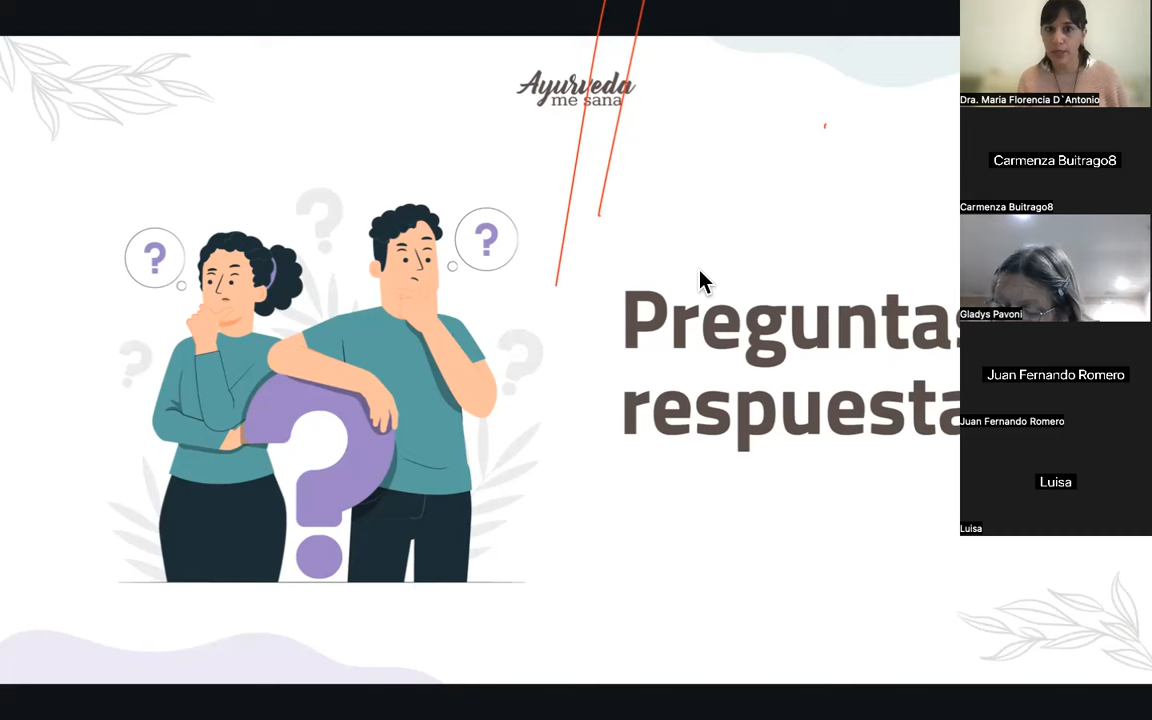 Ayurveda
me sana
?
?
?
?
?
?
Preguntas
respuesta
Dra. Maria Florencia D`Antonio
Carmenza Buitrago8
Carmenza Buitrago8
Gladys Pavoni
Juan Fernando Romero
Juan Fernando Romero
Luisa
Luisa